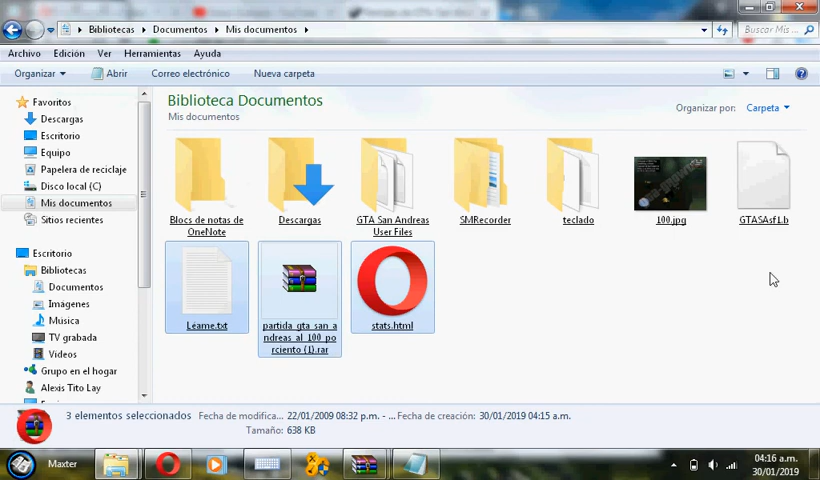 Bibliotecas
Documentos
Mis documentos
Buscar Mis ...
Archivo
Edición
Ver
Herramientas
Ayuda
Organizar
Abrir
Correo electrónico
Nueva carpeta
Favoritos
Descargas
Escritorio
Equipo
Papelera de reciclaje
Disco local (C)
Mis documentos
Sitios recientes
Escritorio
Bibliotecas
Documentos
Imágenes
Música
TV grabada
Vídeos
Grupo en el hogar
Alexis Tito Lay
Biblioteca Documentos
Mis documentos
Organizar por:
Carpeta
Blocs de notas de
OneNote
Descargas
GTA San Andreas
User Files
SMRecorder
teclado
100.jpg
GTASAsf1.b
Léame.txt
partida gta san a
ndreas al 100 po
rciento (1).rar
stats.html
3 elementos seleccionados
Fecha de modifica... 22/01/2009 08:32 p.m. - ...
Fecha de creación: 30/01/2019 04:15 a.m.
Tamaño: 638 KB
Maxter
04:16 a.m.
30/01/2019